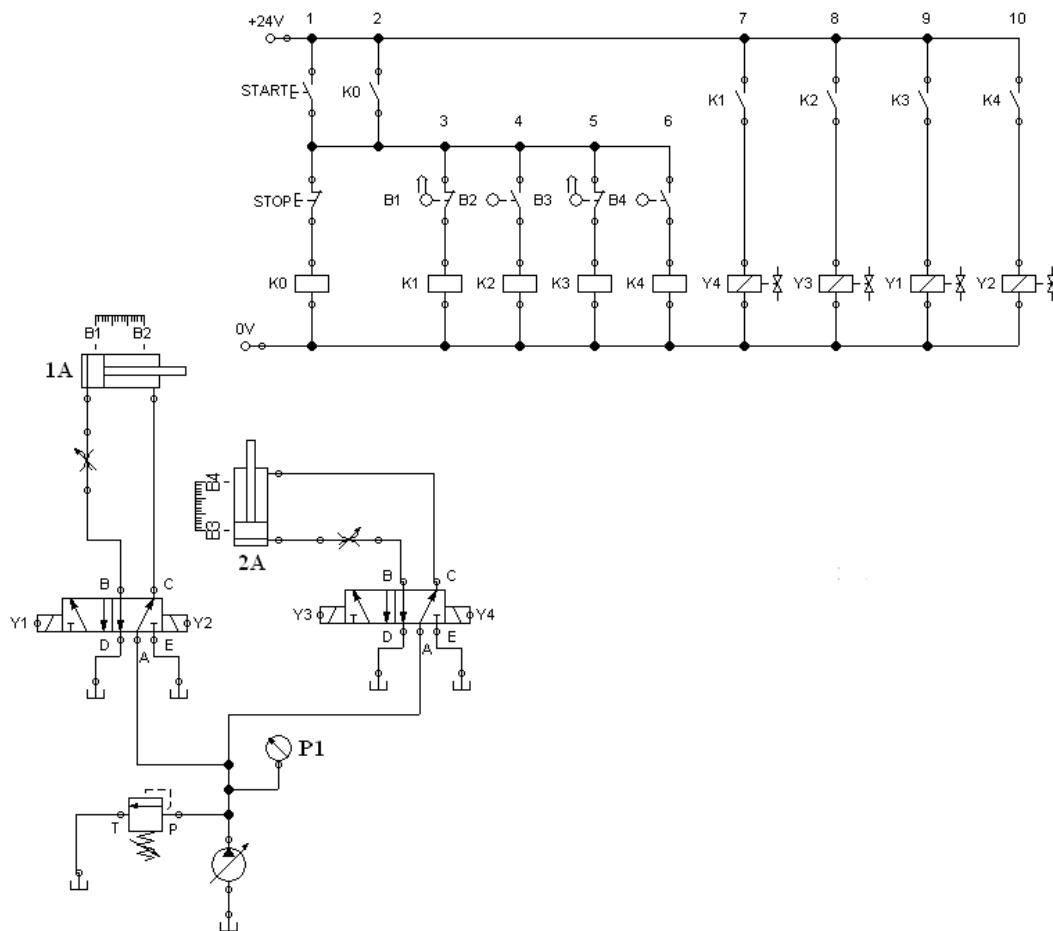 1 2 7 8 9 10
+24V
START K0 K1 K2 K3 K4
3 4 5 6
STOP B1 B2 B3 B4
K0 K1 K2 K3 K4 Y4 Y3 Y1 Y2
0V
B1 B2
1A
B4
B3
2A
B C
Y1 Y2
D A E
B C
Y3 Y4
D A E
P1
T P